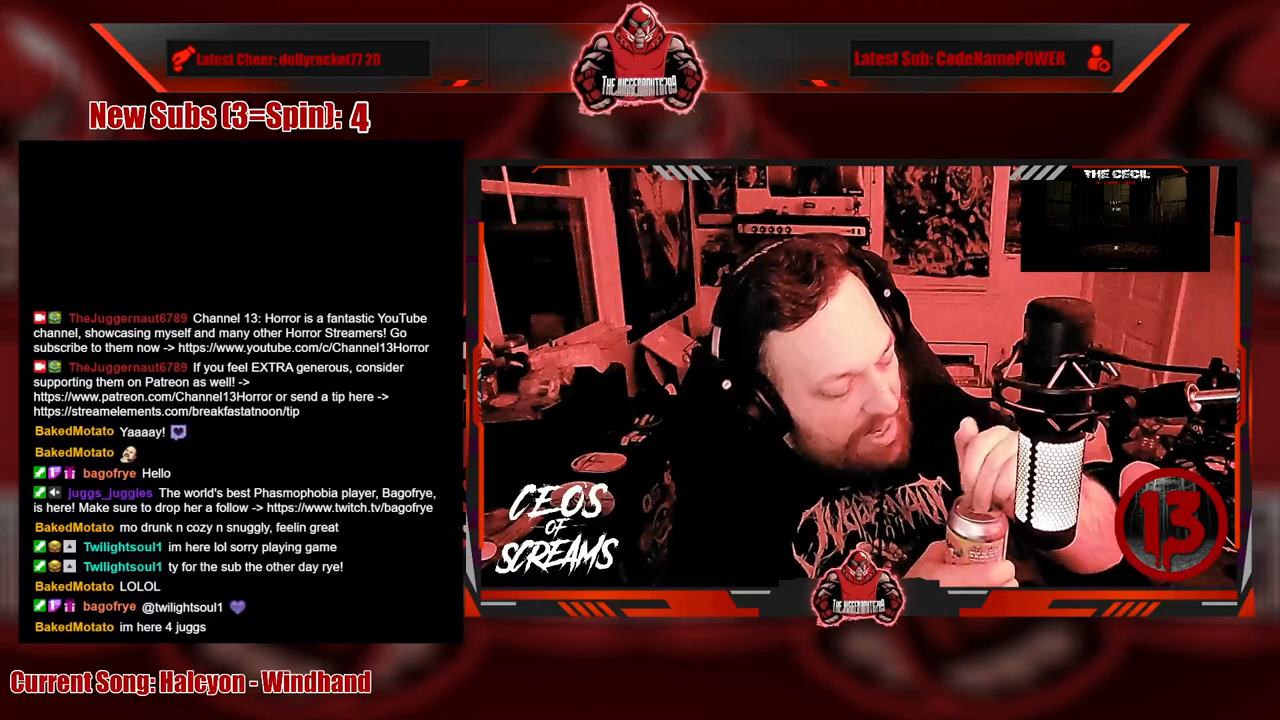 Latest Cheer: dollyrocket77 20
THEJUGGERNAUT6789
Latest Sub: CodeNamePOWER
New Subs (3=Spin): 4
TheJuggernaut6789 Channel 13: Horror is a fantastic YouTube
channel, showcasing myself and many other Horror Streamers! Go
subscribe to them now -> https://www.youtube.com/c/Channel13Horror
TheJuggernaut6789 If you feel EXTRA generous, consider
supporting them on Patreon as well! ->
https://www.patreon.com/Channel13Horror or send a tip here ->
https://streamelements.com/breakfastatnoon/tip
BakedMotato Yaaaay!
BakedMotato
bagofrye Hello
juggs_juggies The world's best Phasmophobia player, Bagofrye,
is here! Make sure to drop her a follow -> https://www.twitch.tv/bagofrye
BakedMotato mo drunk n cozy n snuggly, feelin great
Twilightsoul1 im here lol sorry playing game
Twilightsoul1 ty for the sub the other day rye!
BakedMotato LOLOL
bagofrye @twilightsoul1
BakedMotato im here 4 juggs
THE CECIL
CEOS
OF
SCREAMS
13
THEJUGGERNAUT6789
Current Song: Halcyon - Windhand